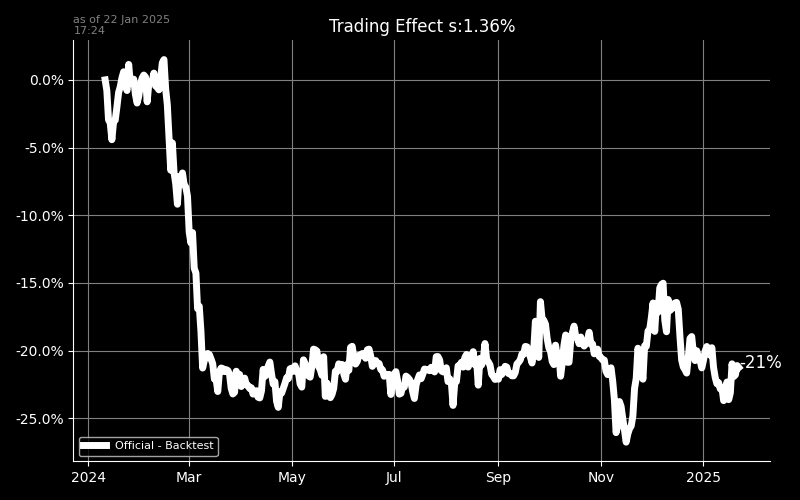 as of 22 Jan 2025
17:24
Trading Effect s:1.36%
0.0%
-5.0%
-10.0%
-15.0%
-20.0%
-25.0%
-21%
Official - Backtest
2024 Mar May Jul Sep Nov 2025